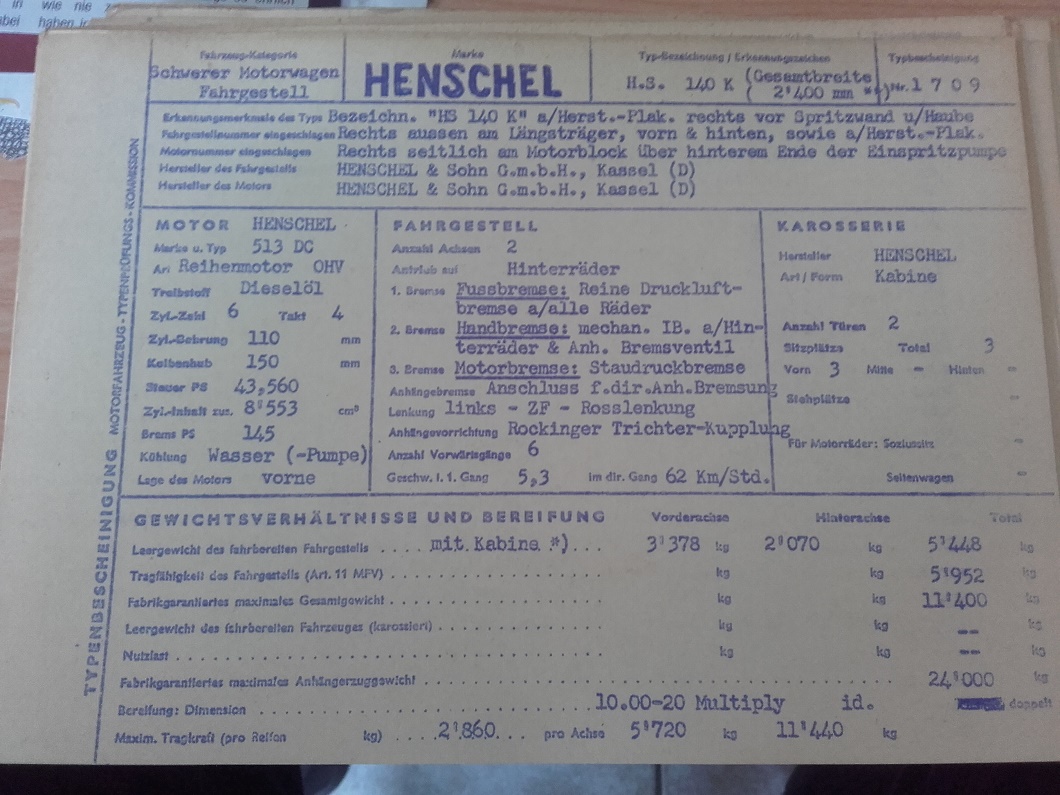 in wie nie z
bei haben in
Fahrzeug-Kategorie
Schwerer Motorwagen
Fahrgestell
Marke
HENSCHEL
Typ-Bezeichnung / Erkennungszeichen
H.S. 140 K (Gesamtbreite
2'400 mm *)
Typbescheinigung
Nr. 1709
Erkennungsmerkmale des Typs Bezeichn. "HS 140 K" a/Herst.-Plak. rechts vor Spritzwand u/Haube
Fahrgestellnummer eingeschlagen Rechts aussen am Längsträger, vorn & hinten, sowie a/Herst.-Plak.
Motornummer eingeschlagen Rechts seitlich am Motorblock über hinterem Ende der Einspritzpumpe
Hersteller des Fahrgestells HENSCHEL & Sohn G.m.b.H., Kassel (D)
Hersteller des Motors HENSCHEL & Sohn G.m.b.H., Kassel (D)
TYPENBESCHEINIGUNG MOTORFAHRZEUG-TYPENPRÜFUNGS-KOMMISSION
MOTOR HENSCHEL
Marke u. Typ 513 DC
Art Reihenmotor OHV
Treibstoff Dieselöl
Zyl.-Zahl 6 Takt 4
Zyl.-Bohrung 110 mm
Kolbenhub 150 mm
Steuer PS 43,560
Zyl.-Inhalt zus. 8'553 cm³
Brems PS 145
Kühlung Wasser (-Pumpe)
Lage des Motors vorne
FAHRGESTELL
Anzahl Achsen 2
Antrieb auf Hinterräder
1. Bremse Fussbremse: Reine Druckluft-
bremse a/alle Räder
2. Bremse Handbremse: mechan. IB. a/Hin-
terräder & Anh. Bremsventil
3. Bremse Motorbremse: Staudruckbremse
Anhängebremse Anschluss f.dir.Anh.Bremsung
Lenkung links - ZF - Rosslenkung
Anhängevorrichtung Rockinger Trichter-Kupplung
Anzahl Vorwärtsgänge 6
Geschw. i. 1. Gang 5,3 im dir. Gang 62 Km/Std.
KAROSSERIE
Hersteller HENSCHEL
Art / Form Kabine
Anzahl Türen 2
Sitzplätze Total 3
Vorn 3 Mitte - Hinten -
Stehplätze -
Für Motorräder: Soziussitz -
Seitenwagen -
GEWICHTSVERHÄLTNISSE UND BEREIFUNG Vorderachse Hinterachse Total
Leergewicht des fahrbereiten Fahrgestells .... mit Kabine *)... 3'378 kg 2'070 kg 5'448 kg
Tragfähigkeit des Fahrgestells (Art. 11 MFV) kg kg 5'952 kg
Fabrikgarantiertes maximales Gesamtgewicht kg kg 11'400 kg
Leergewicht des fahrbereiten Fahrzeuges (karossiert) kg kg -- kg
Nutzlast kg kg -- kg
Fabrikgarantiertes maximales Anhängerzuggewicht 24'000 kg
Bereifung: Dimension 10.00-20 Multiply id. doppelt
Maxim. Tragkraft (pro Reifen kg) .... 2'860... pro Achse 5'720 kg 11'440 kg